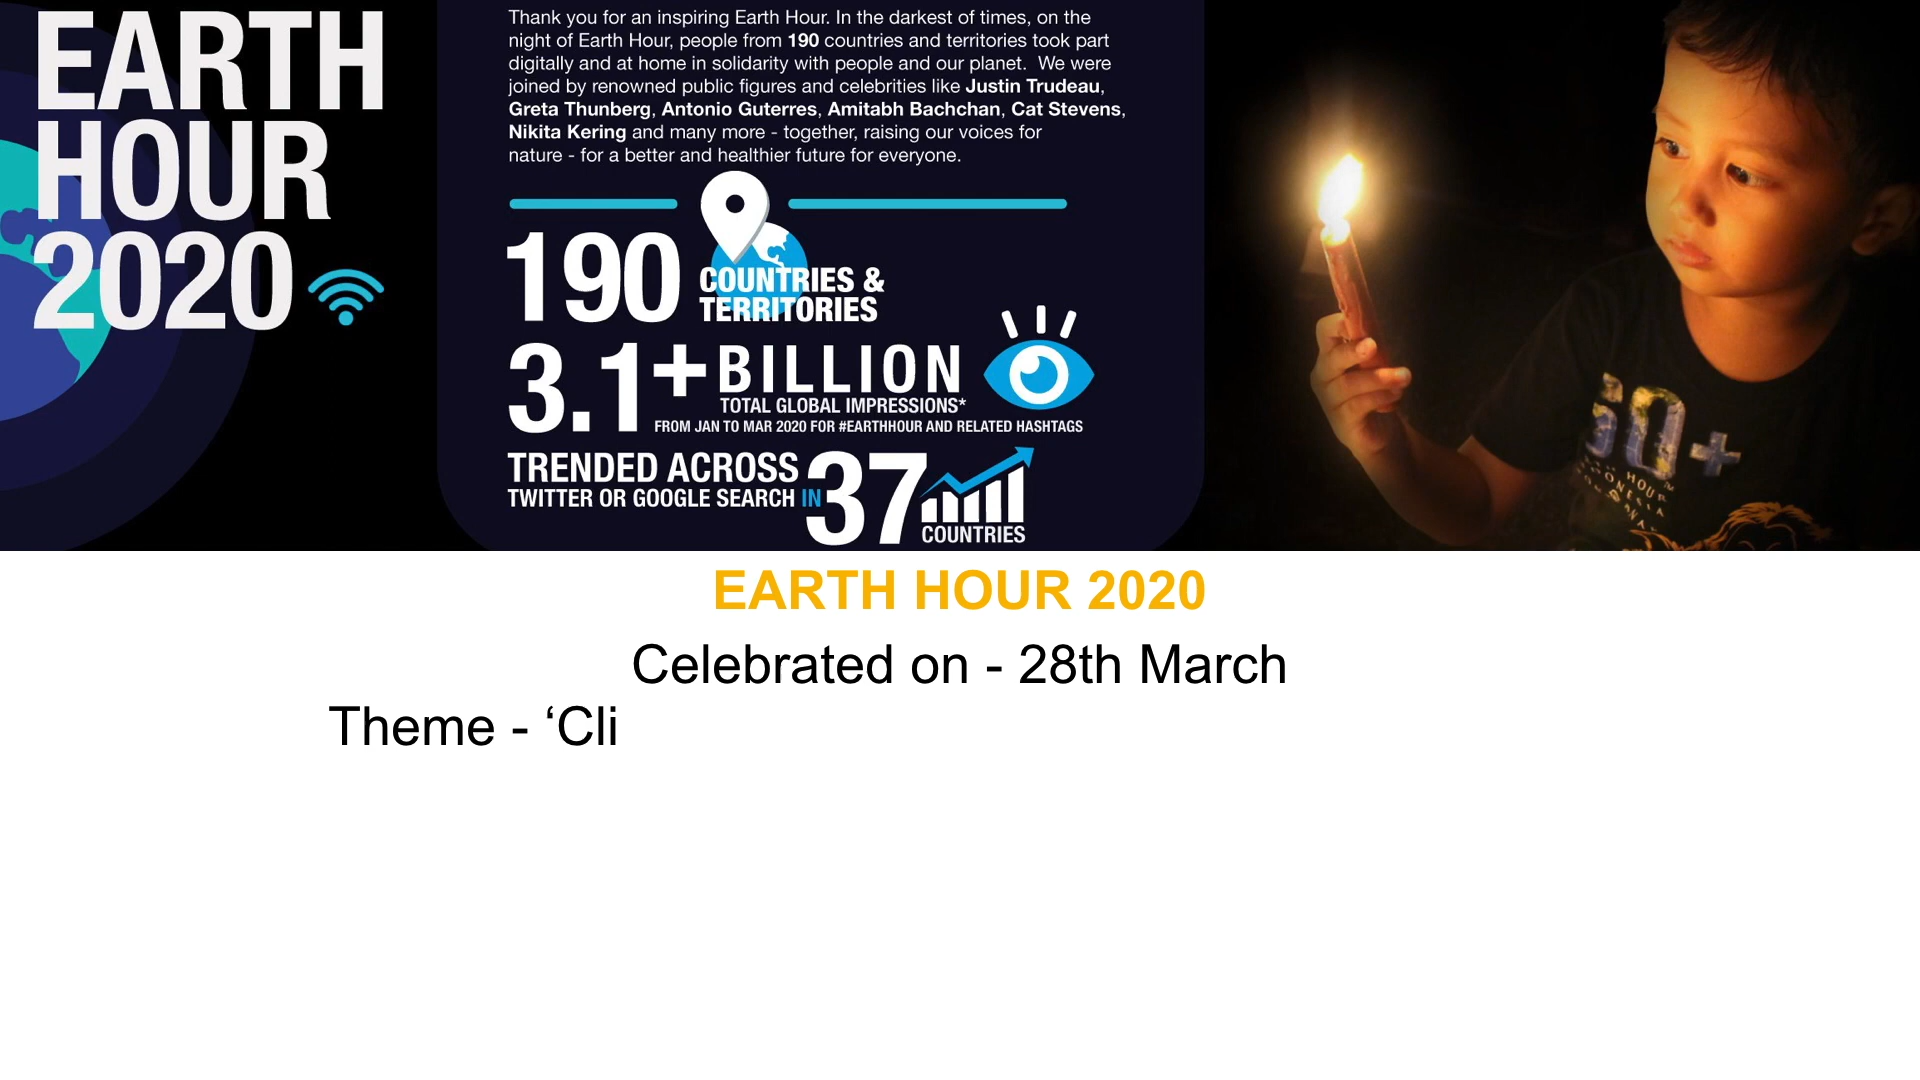 EARTH
HOUR
2020
Thank you for an inspiring Earth Hour. In the darkest of times, on the
night of Earth Hour, people from 190 countries and territories took part
digitally and at home in solidarity with people and our planet. We were
joined by renowned public figures and celebrities like Justin Trudeau,
Greta Thunberg, Antonio Guterres, Amitabh Bachchan, Cat Stevens,
Nikita Kering and many more - together, raising our voices for
nature - for a better and healthier future for everyone.
190 COUNTRIES &
TERRITORIES
3.1+ BILLION
TOTAL GLOBAL IMPRESSIONS*
FROM JAN TO MAR 2020 FOR #EARTHHOUR AND RELATED HASHTAGS
TRENDED ACROSS
TWITTER OR GOOGLE SEARCH IN 37
COUNTRIES
60+
HOUR
EARTH HOUR 2020
Celebrated on - 28th March
Theme - ‘Cli